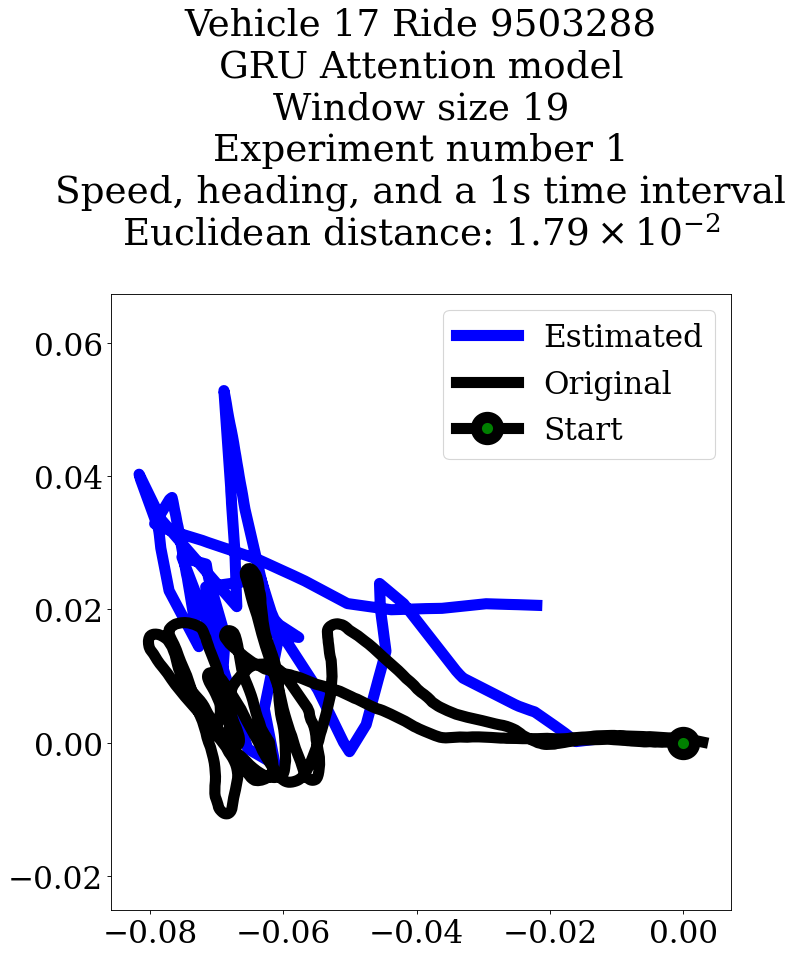 Vehicle 17 Ride 9503288
GRU Attention model
Window size 19
Experiment number 1
Speed, heading, and a 1s time interval
Euclidean distance: 1.79 × 10⁻²
Estimated
Original
Start
0.06
0.04
0.02
0.00
−0.02
−0.08 −0.06 −0.04 −0.02 0.00